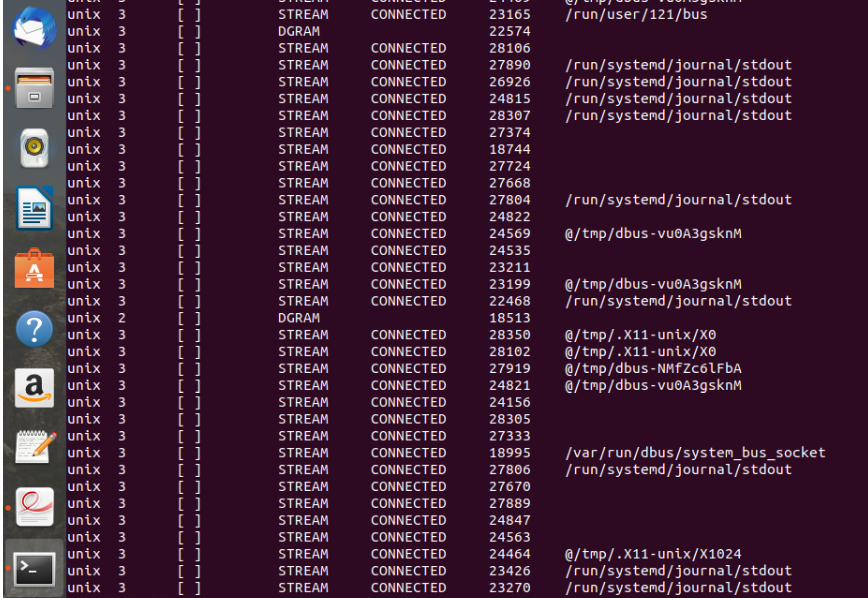 unix 3 [ ] STREAM CONNECTED 23165 /run/user/121/bus
unix 3 [ ] DGRAM 22574
unix 3 [ ] STREAM CONNECTED 28106
unix 3 [ ] STREAM CONNECTED 27890 /run/systemd/journal/stdout
unix 3 [ ] STREAM CONNECTED 26926 /run/systemd/journal/stdout
unix 3 [ ] STREAM CONNECTED 24815 /run/systemd/journal/stdout
unix 3 [ ] STREAM CONNECTED 28307 /run/systemd/journal/stdout
unix 3 [ ] STREAM CONNECTED 27374
unix 3 [ ] STREAM CONNECTED 18744
unix 3 [ ] STREAM CONNECTED 27724
unix 3 [ ] STREAM CONNECTED 27668
unix 3 [ ] STREAM CONNECTED 27804 /run/systemd/journal/stdout
unix 3 [ ] STREAM CONNECTED 24822
unix 3 [ ] STREAM CONNECTED 24569 @/tmp/dbus-vu0A3gsknM
unix 3 [ ] STREAM CONNECTED 24535
unix 3 [ ] STREAM CONNECTED 23211
unix 3 [ ] STREAM CONNECTED 23199 @/tmp/dbus-vu0A3gsknM
unix 3 [ ] STREAM CONNECTED 22468 /run/systemd/journal/stdout
unix 2 [ ] DGRAM 18513
unix 3 [ ] STREAM CONNECTED 28350 @/tmp/.X11-unix/X0
unix 3 [ ] STREAM CONNECTED 28102 @/tmp/.X11-unix/X0
unix 3 [ ] STREAM CONNECTED 27919 @/tmp/dbus-NMfZc6lFbA
unix 3 [ ] STREAM CONNECTED 24821 @/tmp/dbus-vu0A3gsknM
unix 3 [ ] STREAM CONNECTED 24156
unix 3 [ ] STREAM CONNECTED 28305
unix 3 [ ] STREAM CONNECTED 27333
unix 3 [ ] STREAM CONNECTED 18995 /var/run/dbus/system_bus_socket
unix 3 [ ] STREAM CONNECTED 27806 /run/systemd/journal/stdout
unix 3 [ ] STREAM CONNECTED 27670
unix 3 [ ] STREAM CONNECTED 27889
unix 3 [ ] STREAM CONNECTED 24847
unix 3 [ ] STREAM CONNECTED 24563
unix 3 [ ] STREAM CONNECTED 24464 @/tmp/.X11-unix/X1024
unix 3 [ ] STREAM CONNECTED 23426 /run/systemd/journal/stdout
unix 3 [ ] STREAM CONNECTED 23270 /run/systemd/journal/stdout